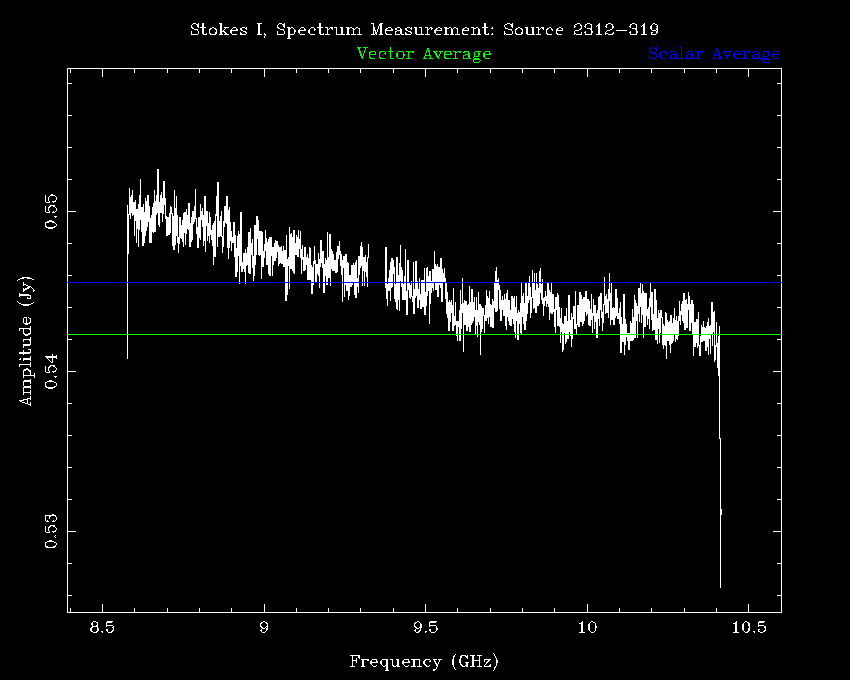 Stokes I, Spectrum Measurement: Source 2312-319
Vector Average
Scalar Average
Amplitude (Jy)
0.55
0.54
0.53
8.5 9 9.5 10 10.5
Frequency (GHz)